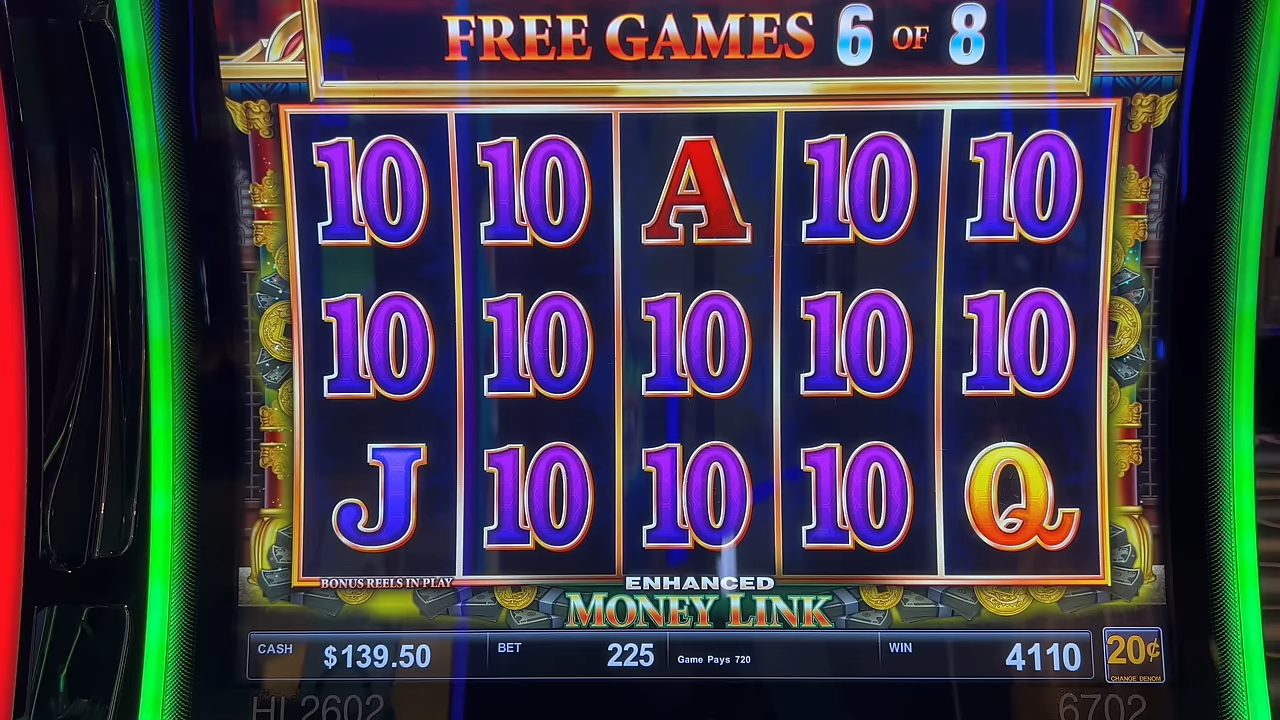 FREE GAMES 6 OF 8
10 10 A 10 10
10 10 10 10 10
J 10 10 10 Q
BONUS REELS IN PLAY
ENHANCED
MONEY LINK
CASH $139.50 BET 225 Game Pays 720 WIN 4110 20¢
CHANGE DENOM
HL2602 6702